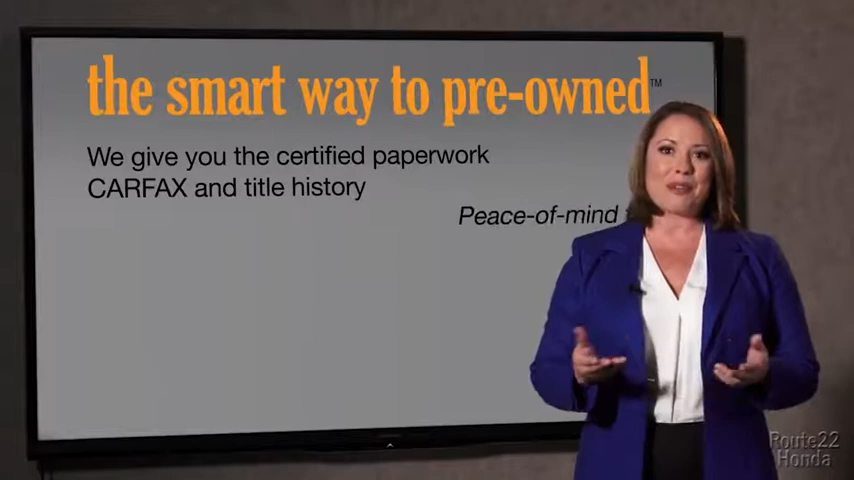 the smart way to pre-owned™
We give you the certified paperwork
CARFAX and title history
Peace-of-mind
Route22
Honda